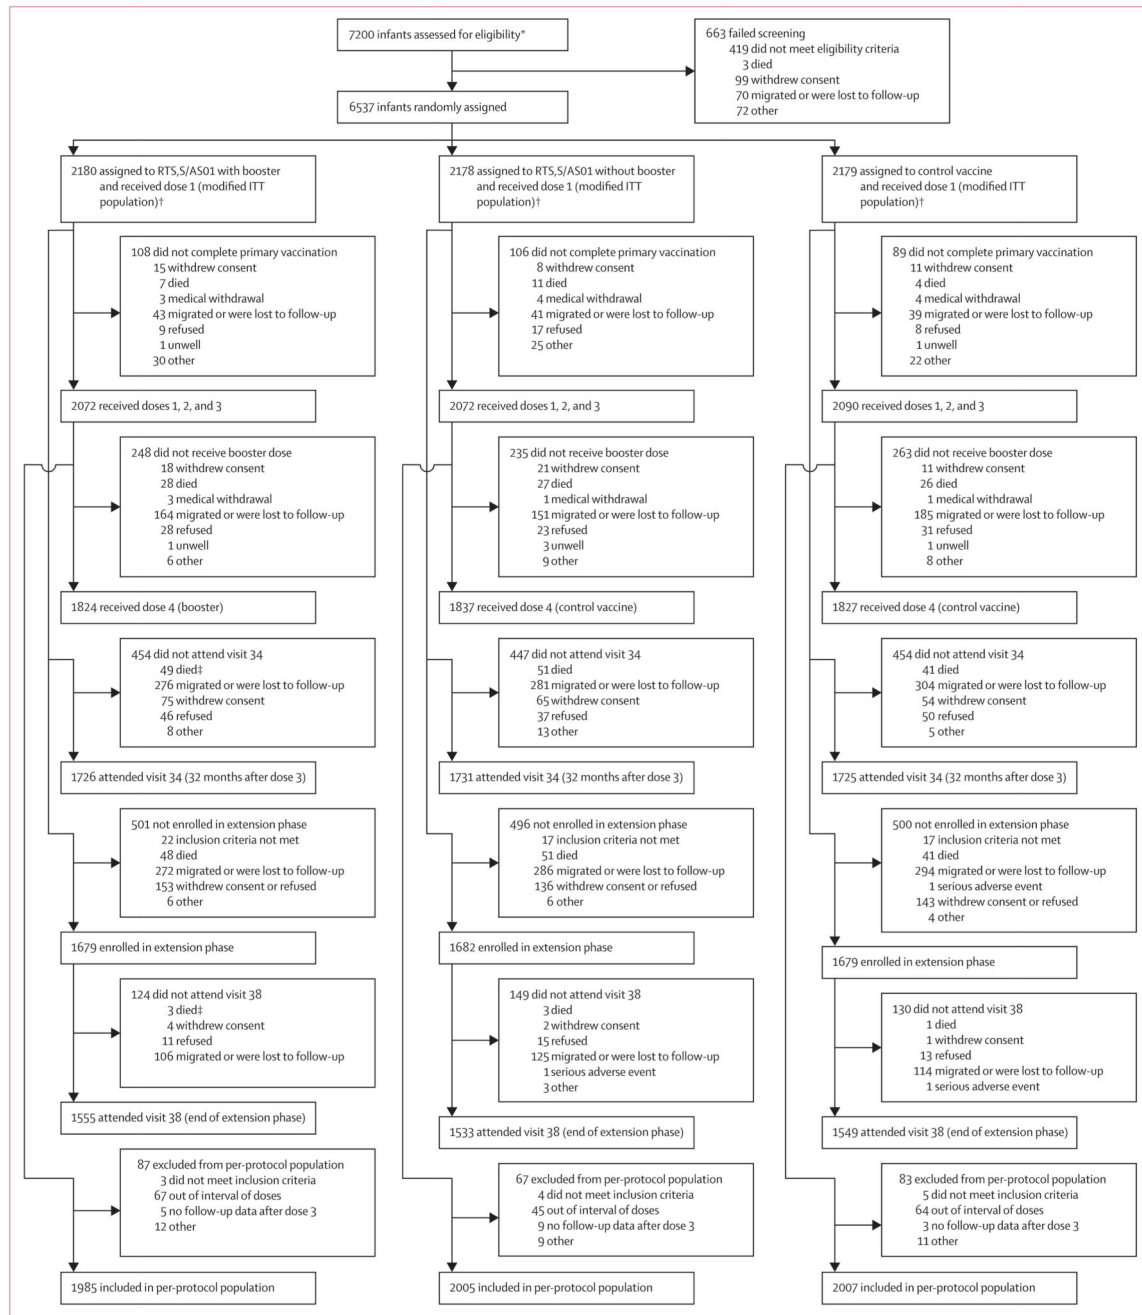 7200 infants assessed for eligibility*
663 failed screening
419 did not meet eligibility criteria
3 died
99 withdrew consent
70 migrated or were lost to follow-up
72 other
6537 infants randomly assigned
2180 assigned to RTS,S/AS01 with booster
and received dose 1 (modified ITT
population)†
2178 assigned to RTS,S/AS01 without booster
and received dose 1 (modified ITT
population)†
2179 assigned to control vaccine
and received dose 1 (modified ITT
population)†
108 did not complete primary vaccination
15 withdrew consent
7 died
3 medical withdrawal
43 migrated or were lost to follow-up
9 refused
1 unwell
30 other
106 did not complete primary vaccination
8 withdrew consent
11 died
4 medical withdrawal
41 migrated or were lost to follow-up
17 refused
25 other
89 did not complete primary vaccination
11 withdrew consent
4 died
4 medical withdrawal
39 migrated or were lost to follow-up
8 refused
1 unwell
22 other
2072 received doses 1, 2, and 3
2072 received doses 1, 2, and 3
2090 received doses 1, 2, and 3
248 did not receive booster dose
18 withdrew consent
28 died
3 medical withdrawal
164 migrated or were lost to follow-up
28 refused
1 unwell
6 other
235 did not receive booster dose
21 withdrew consent
27 died
1 medical withdrawal
151 migrated or were lost to follow-up
23 refused
3 unwell
9 other
263 did not receive booster dose
11 withdrew consent
26 died
1 medical withdrawal
185 migrated or were lost to follow-up
31 refused
1 unwell
8 other
1824 received dose 4 (booster)
1837 received dose 4 (control vaccine)
1827 received dose 4 (control vaccine)
454 did not attend visit 34
49 died‡
276 migrated or were lost to follow-up
75 withdrew consent
46 refused
8 other
447 did not attend visit 34
51 died
281 migrated or were lost to follow-up
65 withdrew consent
37 refused
13 other
454 did not attend visit 34
41 died
304 migrated or were lost to follow-up
54 withdrew consent
50 refused
5 other
1726 attended visit 34 (32 months after dose 3)
1731 attended visit 34 (32 months after dose 3)
1725 attended visit 34 (32 months after dose 3)
501 not enrolled in extension phase
22 inclusion criteria not met
48 died
272 migrated or were lost to follow-up
153 withdrew consent or refused
6 other
496 not enrolled in extension phase
17 inclusion criteria not met
51 died
286 migrated or were lost to follow-up
136 withdrew consent or refused
6 other
500 not enrolled in extension phase
17 inclusion criteria not met
41 died
294 migrated or were lost to follow-up
1 serious adverse event
143 withdrew consent or refused
4 other
1679 enrolled in extension phase
1682 enrolled in extension phase
1679 enrolled in extension phase
124 did not attend visit 38
3 died‡
4 withdrew consent
11 refused
106 migrated or were lost to follow-up
149 did not attend visit 38
3 died
2 withdrew consent
15 refused
125 migrated or were lost to follow-up
1 serious adverse event
3 other
130 did not attend visit 38
1 died
1 withdrew consent
13 refused
114 migrated or were lost to follow-up
1 serious adverse event
1555 attended visit 38 (end of extension phase)
1533 attended visit 38 (end of extension phase)
1549 attended visit 38 (end of extension phase)
87 excluded from per-protocol population
3 did not meet inclusion criteria
67 out of interval of doses
5 no follow-up data after dose 3
12 other
67 excluded from per-protocol population
4 did not meet inclusion criteria
45 out of interval of doses
9 no follow-up data after dose 3
9 other
83 excluded from per-protocol population
5 did not meet inclusion criteria
64 out of interval of doses
3 no follow-up data after dose 3
11 other
1985 included in per-protocol population
2005 included in per-protocol population
2007 included in per-protocol population